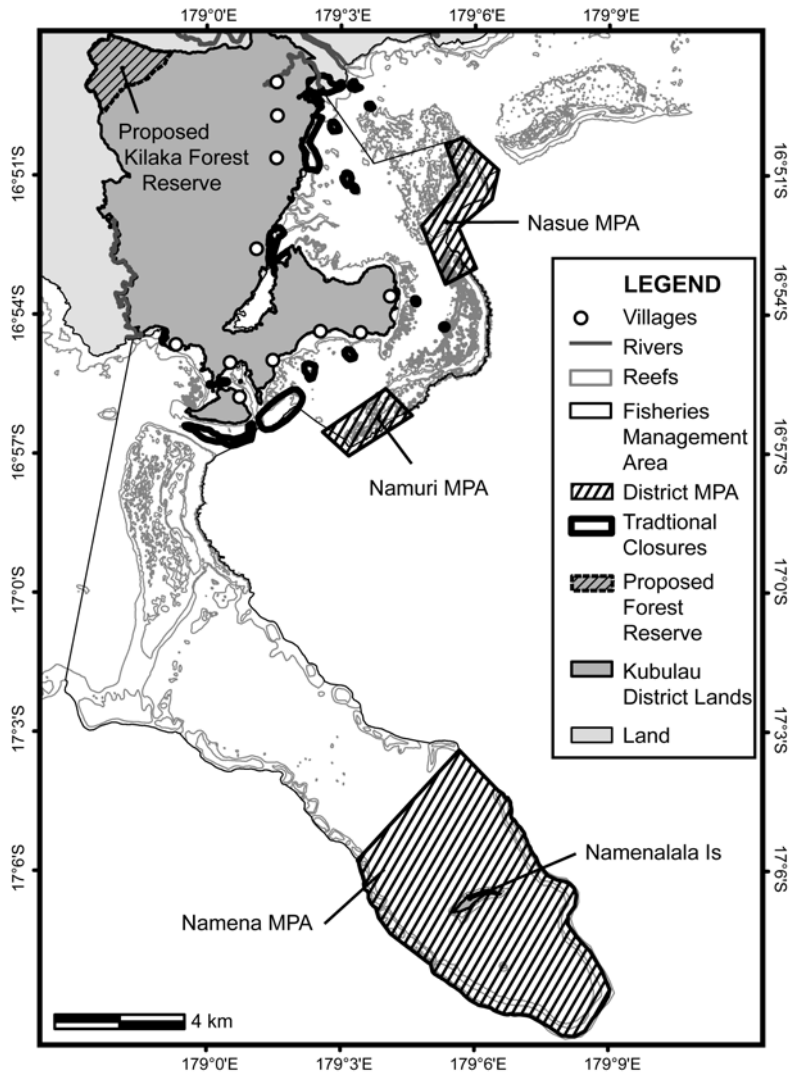 179°0'E 179°3'E 179°6'E 179°9'E
Proposed
Kilaka Forest
Reserve
16°51'S 16°51'S
Nasue MPA
16°54'S 16°54'S
Namuri MPA
16°57'S 16°57'S
LEGEND
Villages
Rivers
Reefs
Fisheries
Management
Area
District MPA
Tradtional
Closures
Proposed
Forest
Reserve
Kubulau
District Lands
Land
17°0'S 17°0'S
17°3'S 17°3'S
17°6'S 17°6'S
Namenalala Is
Namena MPA
4 km
179°0'E 179°3'E 179°6'E 179°9'E